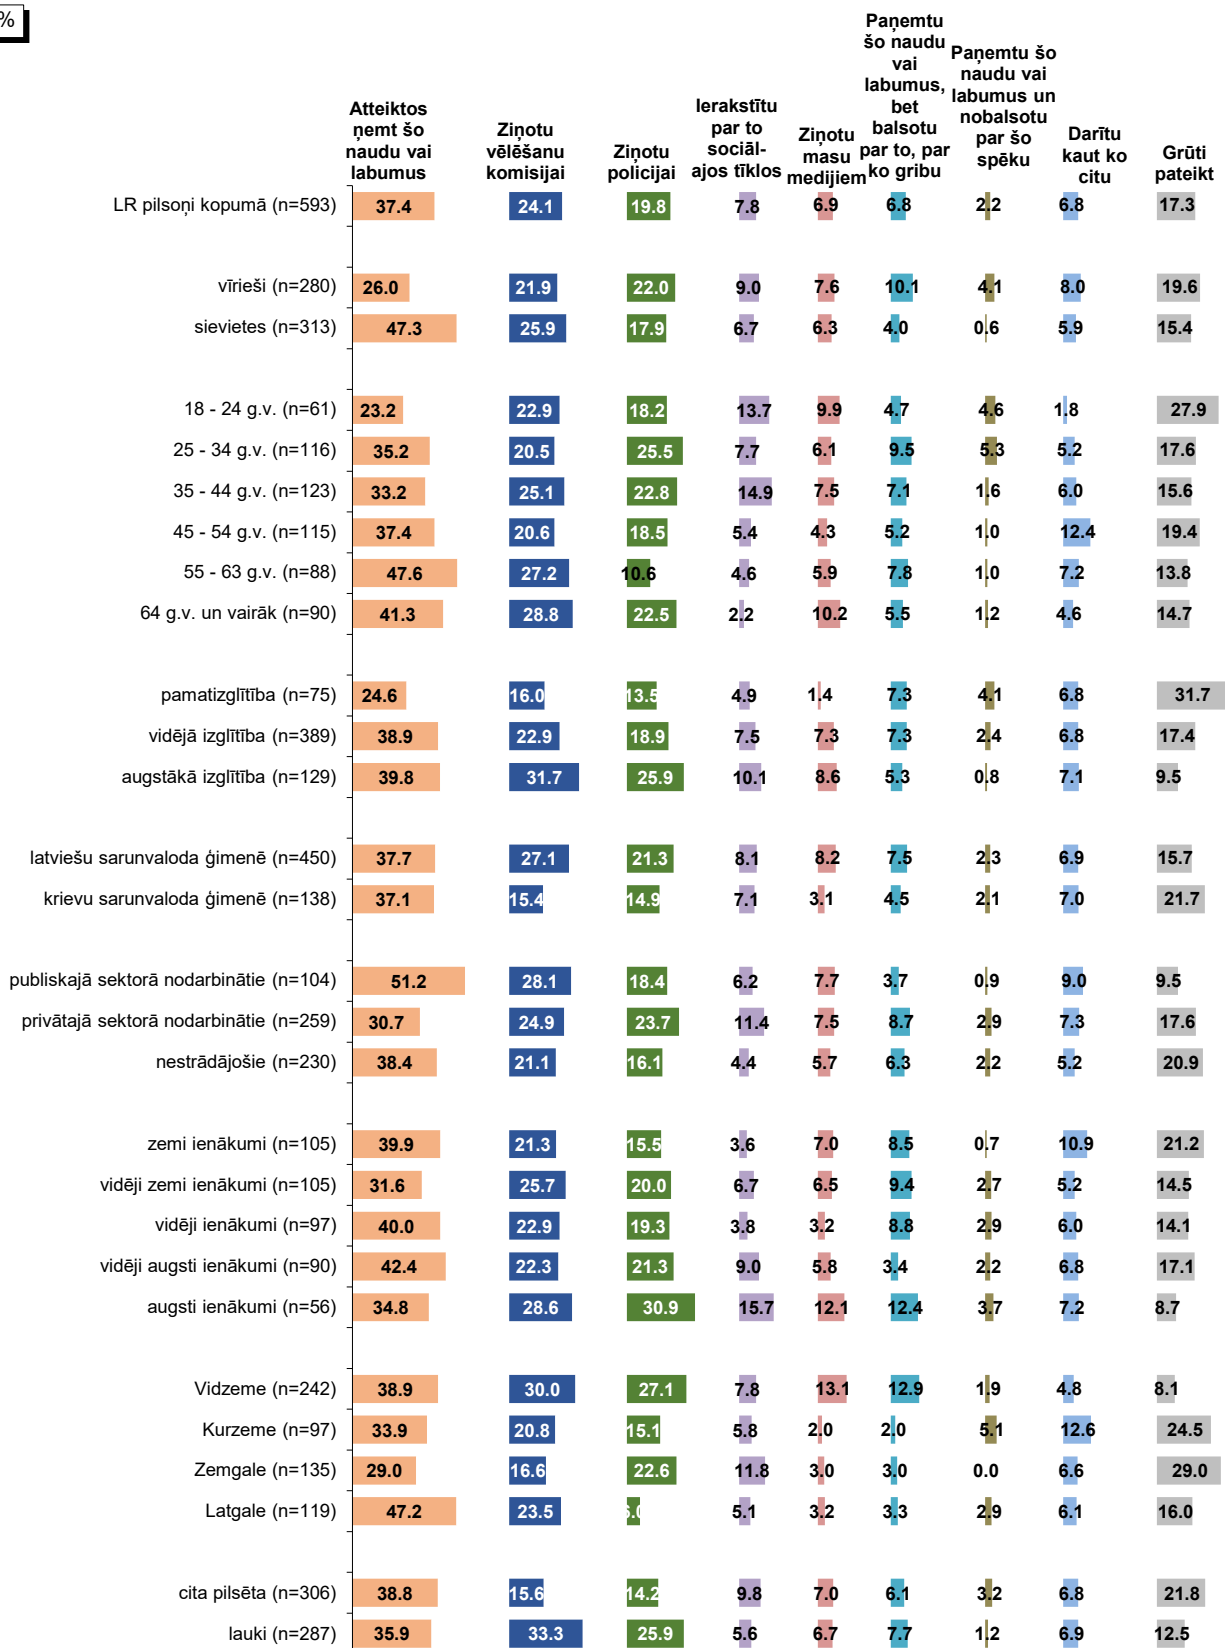 %
Atteiktos
ņemt šo
naudu vai
labumus
Ziņotu
vēlēšanu
komisijai
Ziņotu
policijai
Ierakstītu
par to
sociāl-
ajos tīklos
Ziņotu
masu
medijiem
Paņemtu
šo naudu
vai
labumus,
bet
balsotu
par to, par
ko gribu
Paņemtu šo
naudu vai
labumus un
nobalsotu
par šo
spēku
Darītu
kaut ko
citu
Grūti
pateikt
LR pilsoņi kopumā (n=593) 37.4 24.1 19.8 7.8 6.9 6.8 2.2 6.8 17.3
vīrieši (n=280) 26.0 21.9 22.0 9.0 7.6 10.1 4.1 8.0 19.6
sievietes (n=313) 47.3 25.9 17.9 6.7 6.3 4.0 0.6 5.9 15.4
18 - 24 g.v. (n=61) 23.2 22.9 18.2 13.7 9.9 4.7 4.6 1.8 27.9
25 - 34 g.v. (n=116) 35.2 20.5 25.5 7.7 6.1 9.5 5.3 5.2 17.6
35 - 44 g.v. (n=123) 33.2 25.1 22.8 14.9 7.5 7.1 1.6 6.0 15.6
45 - 54 g.v. (n=115) 37.4 20.6 18.5 5.4 4.3 5.2 1.0 12.4 19.4
55 - 63 g.v. (n=88) 47.6 27.2 10.6 4.6 5.9 7.8 1.0 7.2 13.8
64 g.v. un vairāk (n=90) 41.3 28.8 22.5 2.2 10.2 5.5 1.2 4.6 14.7
pamatizglītība (n=75) 24.6 16.0 13.5 4.9 1.4 7.3 4.1 6.8 31.7
vidējā izglītība (n=389) 38.9 22.9 18.9 7.5 7.3 7.3 2.4 6.8 17.4
augstākā izglītība (n=129) 39.8 31.7 25.9 10.1 8.6 5.3 0.8 7.1 9.5
latviešu sarunvaloda ģimenē (n=450) 37.7 27.1 21.3 8.1 8.2 7.5 2.3 6.9 15.7
krievu sarunvaloda ģimenē (n=138) 37.1 15.4 14.9 7.1 3.1 4.5 2.1 7.0 21.7
publiskajā sektorā nodarbinātie (n=104) 51.2 28.1 18.4 6.2 7.7 3.7 0.9 9.0 9.5
privātajā sektorā nodarbinātie (n=259) 30.7 24.9 23.7 11.4 7.5 8.7 2.9 7.3 17.6
nestrādājošie (n=230) 38.4 21.1 16.1 4.4 5.7 6.3 2.2 5.2 20.9
zemi ienākumi (n=105) 39.9 21.3 15.5 3.6 7.0 8.5 0.7 10.9 21.2
vidēji zemi ienākumi (n=105) 31.6 25.7 20.0 6.7 6.5 9.4 2.7 5.2 14.5
vidēji ienākumi (n=97) 40.0 22.9 19.3 3.8 3.2 8.8 2.9 6.0 14.1
vidēji augsti ienākumi (n=90) 42.4 22.3 21.3 9.0 5.8 3.4 2.2 6.8 17.1
augsti ienākumi (n=56) 34.8 28.6 30.9 15.7 12.1 12.4 3.7 7.2 8.7
Vidzeme (n=242) 38.9 30.0 27.1 7.8 13.1 12.9 1.9 4.8 8.1
Kurzeme (n=97) 33.9 20.8 15.1 5.8 2.0 2.0 5.1 12.6 24.5
Zemgale (n=135) 29.0 16.6 22.6 11.8 3.0 3.0 0.0 6.6 29.0
Latgale (n=119) 47.2 23.5 5.1 3.2 3.3 2.9 6.1 16.0
cita pilsēta (n=306) 38.8 15.6 14.2 9.8 7.0 6.1 3.2 6.8 21.8
lauki (n=287) 35.9 33.3 25.9 5.6 6.7 7.7 1.2 6.9 12.5